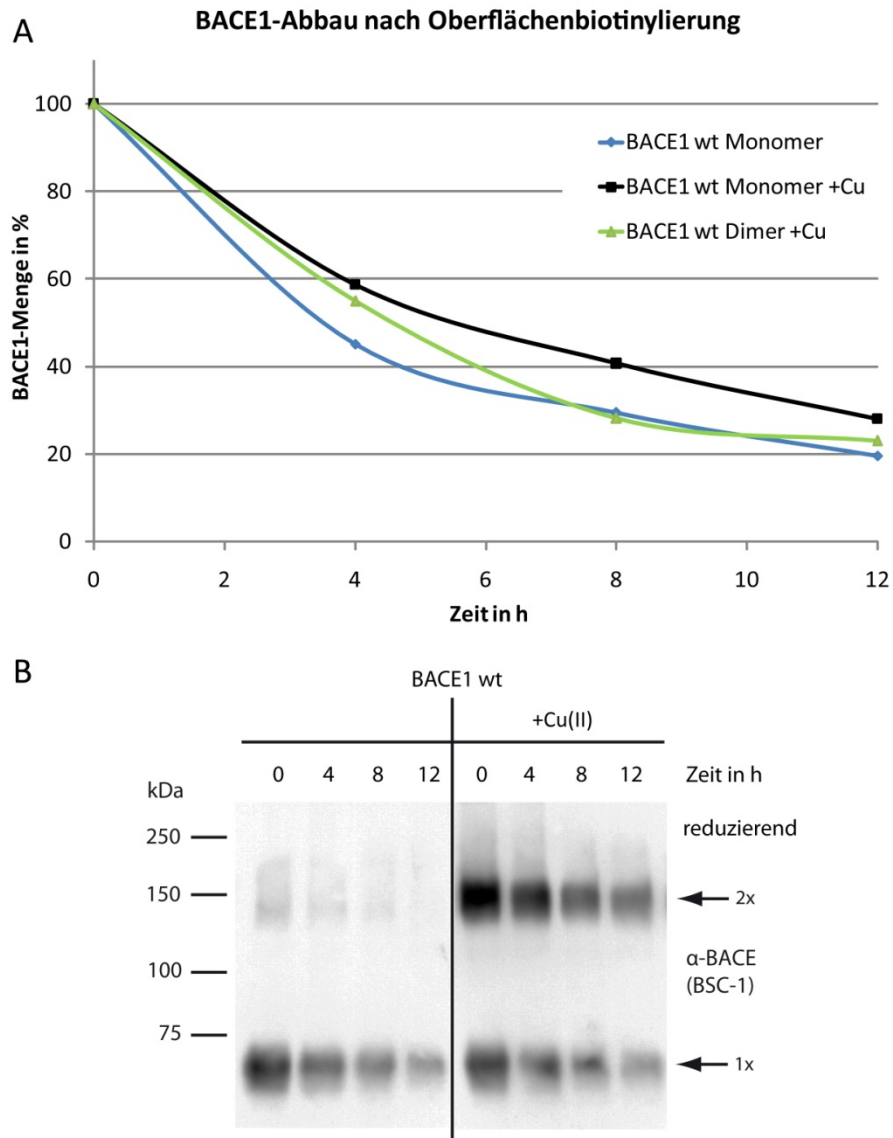 A
BACE1-Abbau nach Oberflächenbiotinylierung
BACE1-Menge in %
100
80
60
40
20
0
BACE1 wt Monomer
BACE1 wt Monomer +Cu
BACE1 wt Dimer +Cu
0 2 4 6 8 10 12
Zeit in h
B
BACE1 wt
+Cu(II)
0 4 8 12 0 4 8 12 Zeit in h
kDa
250
150
100
75
reduzierend
2x
α-BACE
(BSC-1)
1x